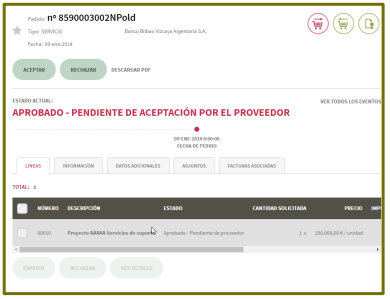 Pedido: nº 8590003002NPold
Tipo: SERVICIO Banco Bilbao Vizcaya Argentaria S.A.
Fecha: 09-ene-2014
ACEPTAR RECHAZAR DESCARGAR PDF
ESTADO ACTUAL: VER TODOS LOS EVENTOS
APROBADO - PENDIENTE DE ACEPTACIÓN POR EL PROVEEDOR
09-ENE-2014 0:00:00
FECHA DE PEDIDO
LÍNEAS INFORMACIÓN DATOS ADICIONALES ADJUNTOS FACTURAS ASOCIADAS
TOTAL: 1
NÚMERO DESCRIPCIÓN ESTADO CANTIDAD SOLICITADA PRECIO IMPO
00010 Proyecto AAAAA Servicios de soporte Aprobado - Pendiente de proveedor 1 x 100.000,00 € / unidad
RECHAZAR VER DETALLE